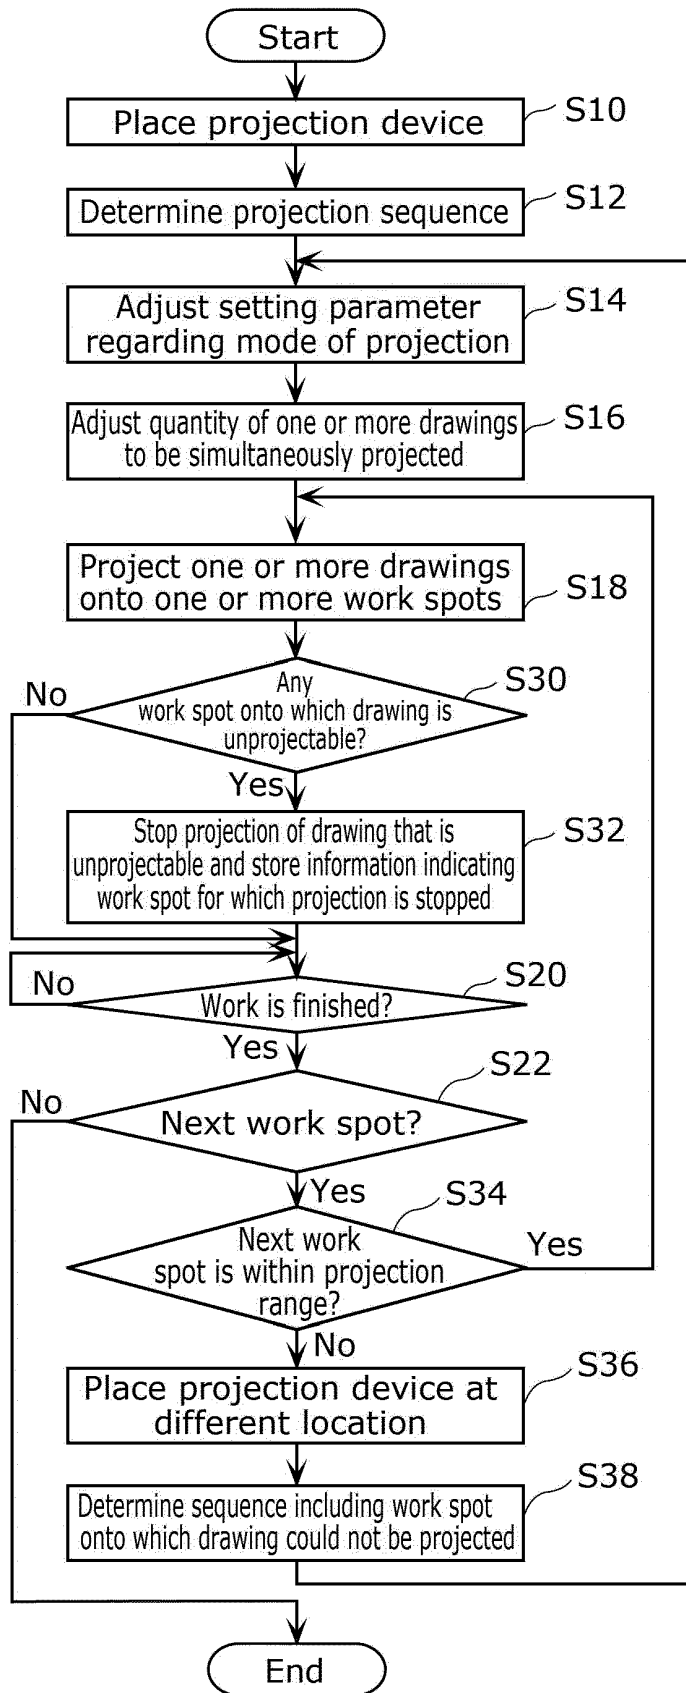 Start
Place projection device
S10
Determine projection sequence
S12
Adjust setting parameter
regarding mode of projection
S14
Adjust quantity of one or more drawings
to be simultaneously projected
S16
Project one or more drawings
onto one or more work spots
S18
Any
work spot onto which drawing is
unprojectable?
S30
No
Yes
Stop projection of drawing that is
unprojectable and store information indicating
work spot for which projection is stopped
S32
Work is finished?
S20
No
Yes
Next work spot?
S22
No
Yes
Next work
spot is within projection
range?
S34
Yes
No
Place projection device at
different location
S36
Determine sequence including work spot
onto which drawing could not be projected
S38
End